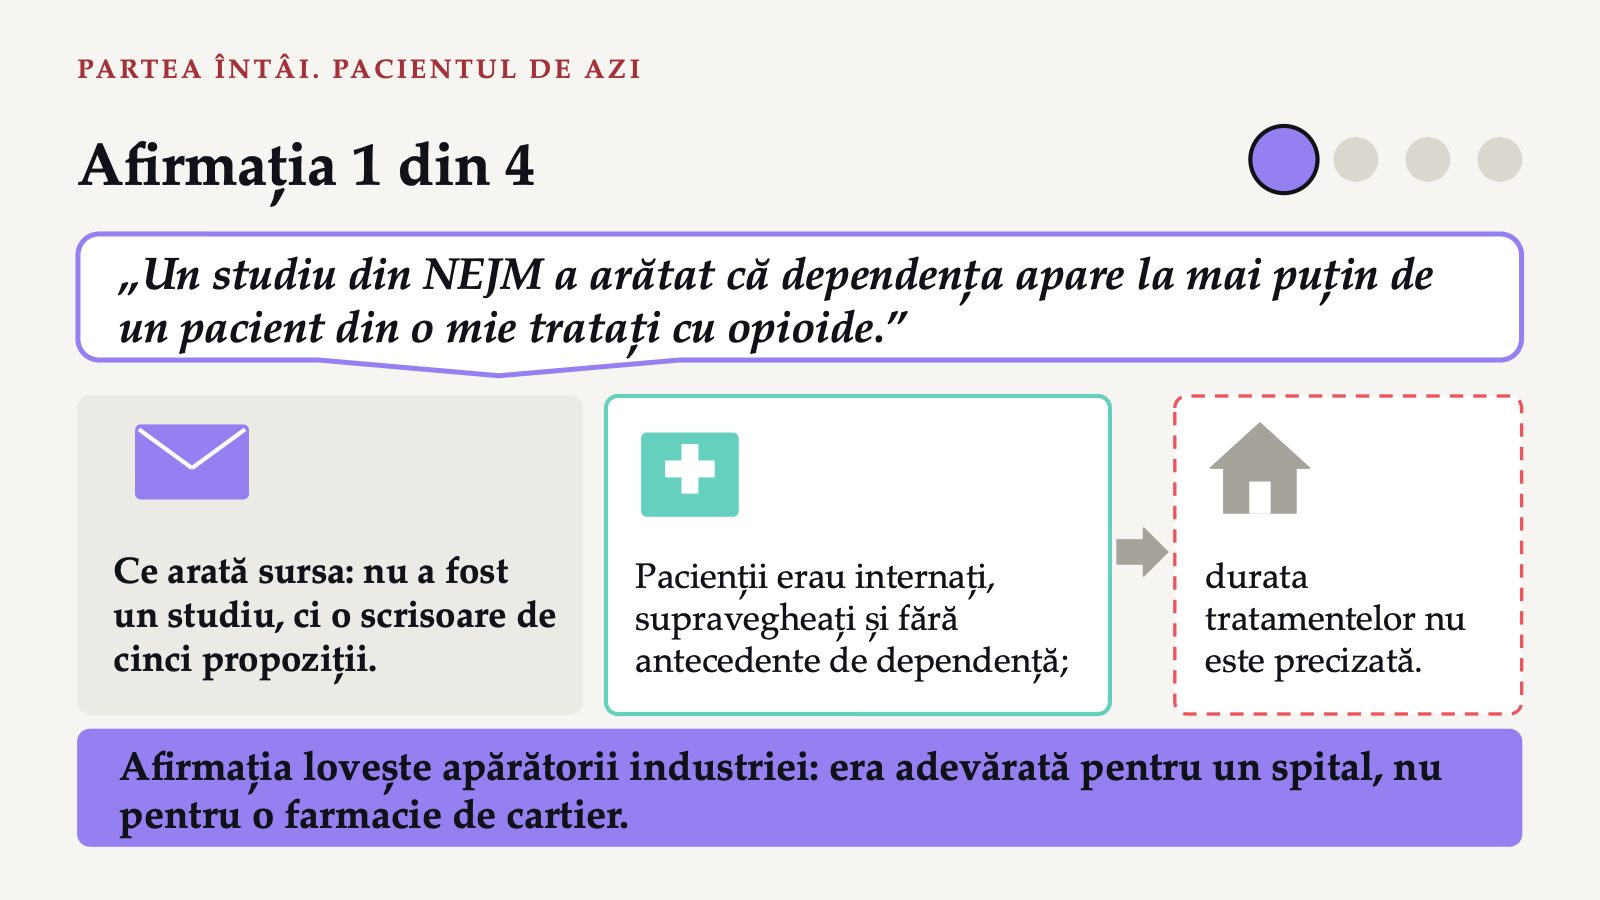 PARTEA ÎNTÂI. PACIENTUL DE AZI
Afirmația 1 din 4
„Un studiu din NEJM a arătat că dependența apare la mai puțin de
un pacient din o mie tratați cu opioide.”
Ce arată sursa: nu a fost
un studiu, ci o scrisoare de
cinci propoziții.
Pacienții erau internați,
supravegheați și fără
antecedente de dependență;
durata
tratamentelor nu
este precizată.
Afirmația lovește apărătorii industriei: era adevărată pentru un spital, nu
pentru o farmacie de cartier.